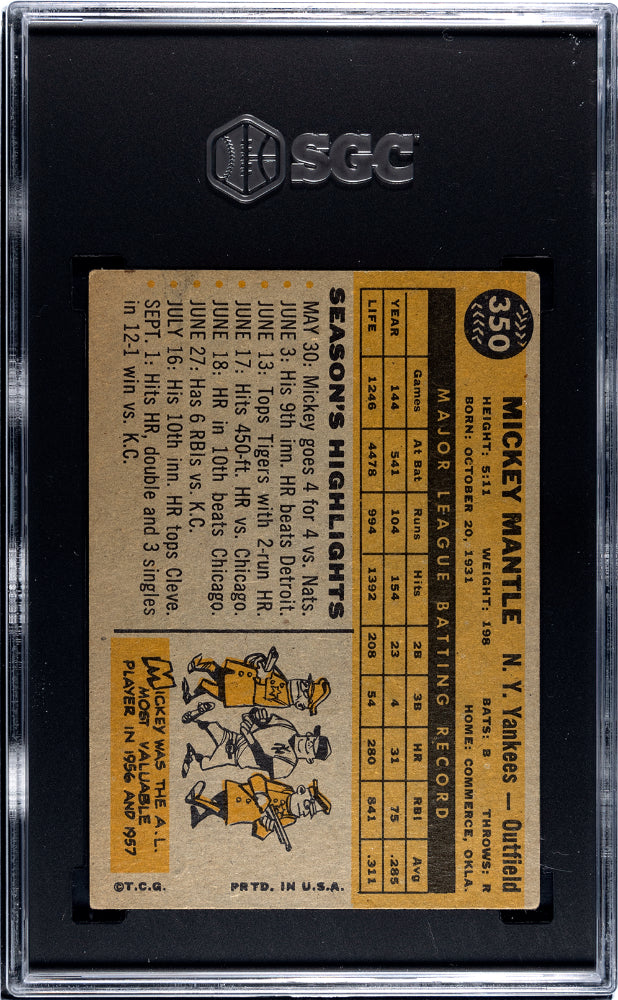 SGC
350
MICKEY MANTLE N. Y. Yankees — Outfield
HEIGHT: 5:11 WEIGHT: 198 BATS: B THROWS: R
BORN: OCTOBER 20, 1931 HOME: COMMERCE, OKLA.
MAJOR LEAGUE BATTING RECORD
Games At Bat Runs Hits 2B 3B HR RBI Avg
YEAR 144 541 104 154 23 4 31 75 .285
LIFE 1246 4478 994 1392 208 54 280 841 .311
SEASON'S HIGHLIGHTS
• MAY 30: Mickey goes 4 for 4 vs. Nats.
• JUNE 3: His 9th inn. HR beats Detroit.
• JUNE 13: Tops Tigers with 2-run HR.
• JUNE 17: Hits 450-ft. HR vs. Chicago.
• JUNE 18: HR in 10th beats Chicago.
• JUNE 27: Has 6 RBIs vs. K.C.
• JULY 16: His 10th inn. HR tops Cleve.
• SEPT. 1: Hits HR, double and 3 singles
in 12-1 win vs. K.C.
MICKEY WAS THE A.L.
MOST VALUABLE
PLAYER IN 1956 AND 1957
©T.C.G. PRTD. IN U.S.A.